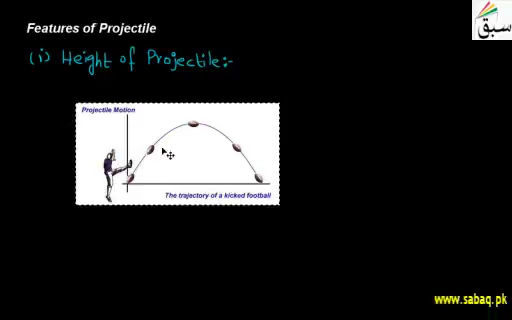 Features of Projectile
سبق
(i) Height of Projectile:-
Projectile Motion
The trajectory of a kicked football
www.sabaq.pk